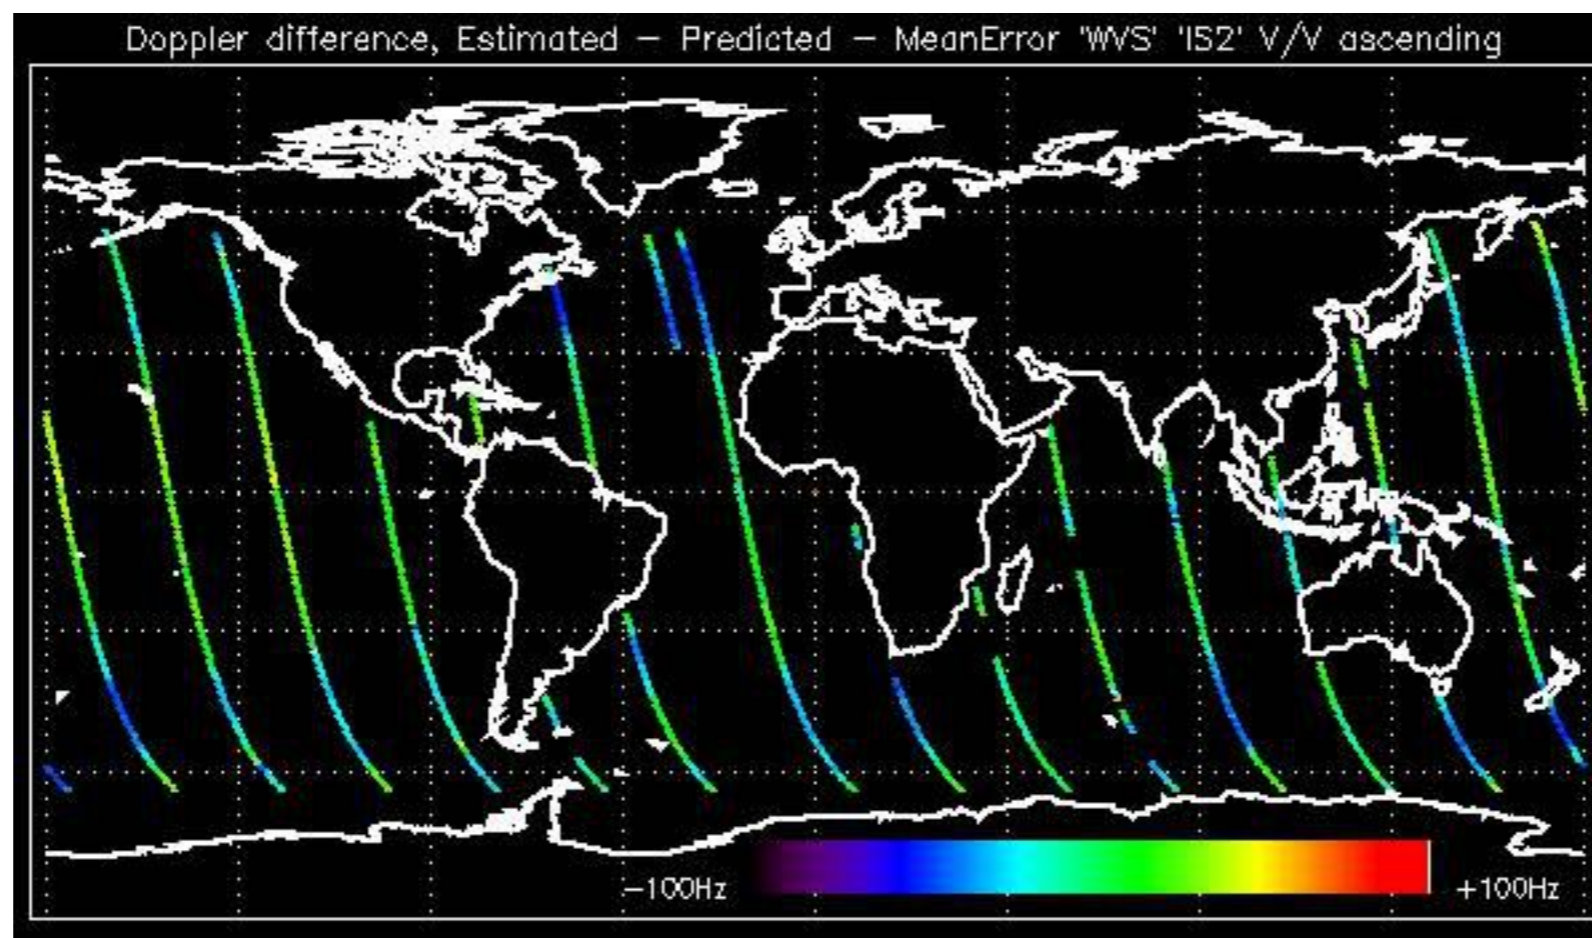 Doppler difference, Estimated − Predicted − MeanError 'WVS' 'IS2' V/V ascending
−100Hz
+100Hz